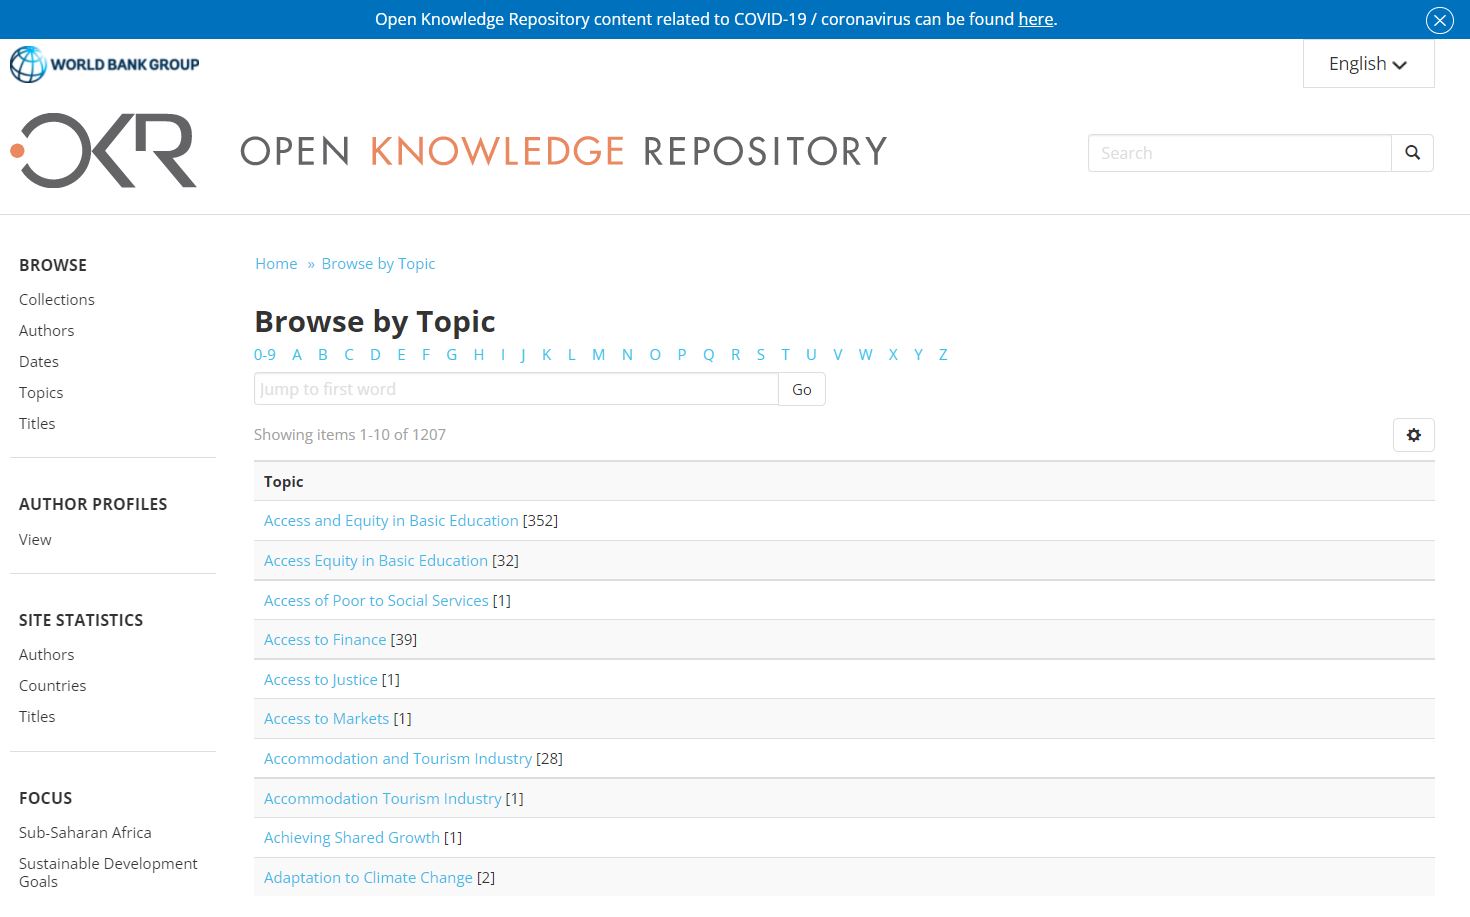 Open Knowledge Repository content related to COVID-19 / coronavirus can be found here.
WORLD BANK GROUP
English
OKR
OPEN KNOWLEDGE REPOSITORY
Search
BROWSE
Collections
Authors
Dates
Topics
Titles
AUTHOR PROFILES
View
SITE STATISTICS
Authors
Countries
Titles
FOCUS
Sub-Saharan Africa
Sustainable Development
Goals
Home » Browse by Topic
Browse by Topic
0-9 A B C D E F G H I J K L M N O P Q R S T U V W X Y Z
Jump to first word Go
Showing items 1-10 of 1207
Topic
Access and Equity in Basic Education [352]
Access Equity in Basic Education [32]
Access of Poor to Social Services [1]
Access to Finance [39]
Access to Justice [1]
Access to Markets [1]
Accommodation and Tourism Industry [28]
Accommodation Tourism Industry [1]
Achieving Shared Growth [1]
Adaptation to Climate Change [2]